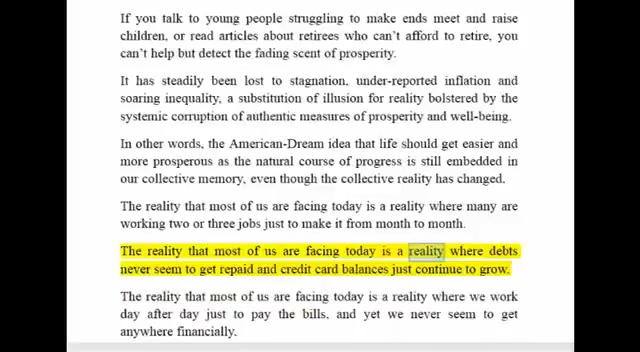 If you talk to young people struggling to make ends meet and raise
children, or read articles about retirees who can't afford to retire, you
can't help but detect the fading scent of prosperity.
It has steadily been lost to stagnation, under-reported inflation and
soaring inequality, a substitution of illusion for reality bolstered by the
systemic corruption of authentic measures of prosperity and well-being.
In other words, the American-Dream idea that life should get easier and
more prosperous as the natural course of progress is still embedded in
our collective memory, even though the collective reality has changed.
The reality that most of us are facing today is a reality where many are
working two or three jobs just to make it from month to month.
The reality that most of us are facing today is a reality where debts
never seem to get repaid and credit card balances just continue to grow.
The reality that most of us are facing today is a reality where we work
day after day just to pay the bills, and yet we never seem to get
anywhere financially.